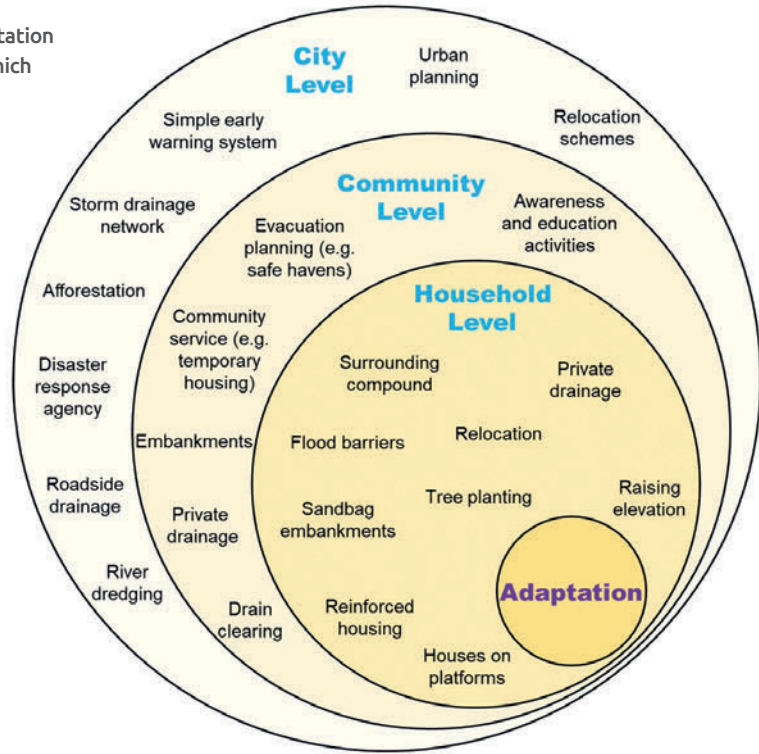 tation
nich
City
Level
Urban
planning
Simple early
warning system
Relocation
schemes
Storm drainage
network
Afforestation
Disaster
response
agency
Roadside
drainage
River
dredging
Community
Level
Evacuation
planning (e.g.
safe havens)
Awareness
and education
activities
Community
service (e.g.
temporary
housing)
Embankments
Private
drainage
Drain
clearing
Household
Level
Surrounding
compound
Private
drainage
Flood barriers
Relocation
Sandbag
embankments
Tree planting
Raising
elevation
Reinforced
housing
Houses on
platforms
Adaptation